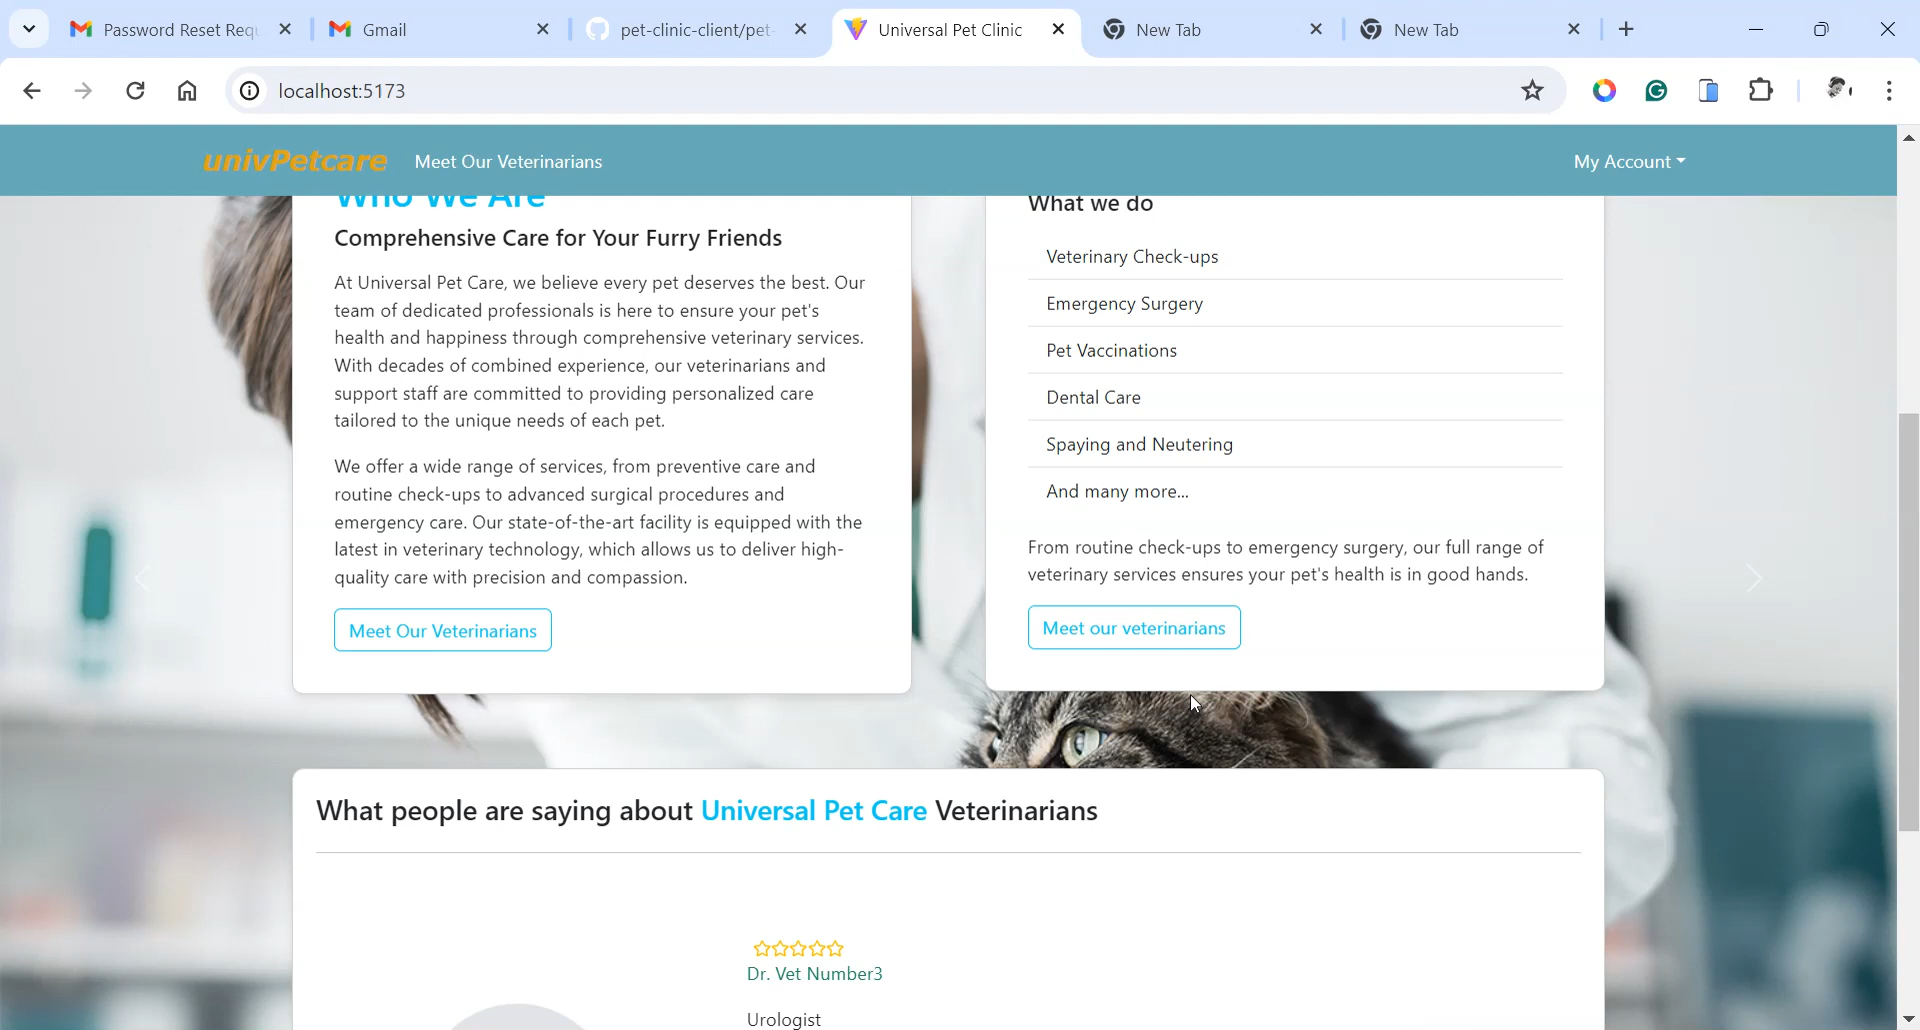 Password Reset Requ
Gmail
pet-clinic-client/pet-
Universal Pet Clinic
New Tab
New Tab
localhost:5173
univPetcare
Meet Our Veterinarians
My Account
Who We Are
Comprehensive Care for Your Furry Friends
At Universal Pet Care, we believe every pet deserves the best. Our
team of dedicated professionals is here to ensure your pet's
health and happiness through comprehensive veterinary services.
With decades of combined experience, our veterinarians and
support staff are committed to providing personalized care
tailored to the unique needs of each pet.
We offer a wide range of services, from preventive care and
routine check-ups to advanced surgical procedures and
emergency care. Our state-of-the-art facility is equipped with the
latest in veterinary technology, which allows us to deliver high-
quality care with precision and compassion.
Meet Our Veterinarians
What we do
Veterinary Check-ups
Emergency Surgery
Pet Vaccinations
Dental Care
Spaying and Neutering
And many more...
From routine check-ups to emergency surgery, our full range of
veterinary services ensures your pet's health is in good hands.
Meet our veterinarians
What people are saying about Universal Pet Care Veterinarians
Dr. Vet Number3
Urologist